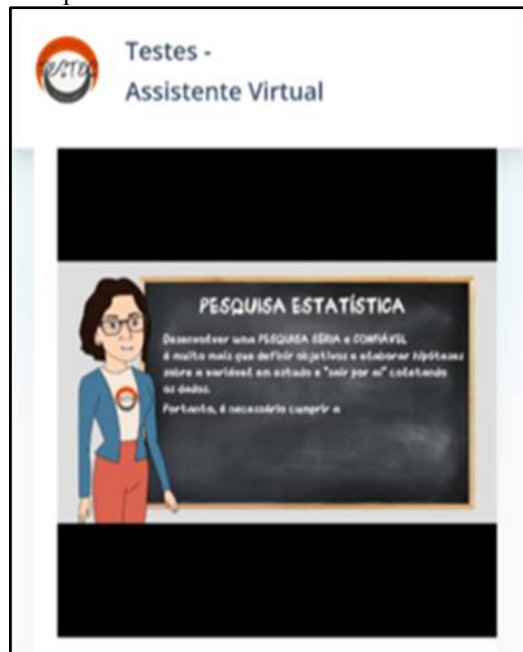 TESTES
Testes -
Assistente Virtual
PESQUISA ESTATÍSTICA
Desenvolver uma PESQUISA SÉRIA e CONFIÁVEL
é muito mais que definir objetivos e elaborar hipóteses
sobre a variável em estudo e "sair por aí" coletando
os dados.
Portanto, é necessário cumprir a